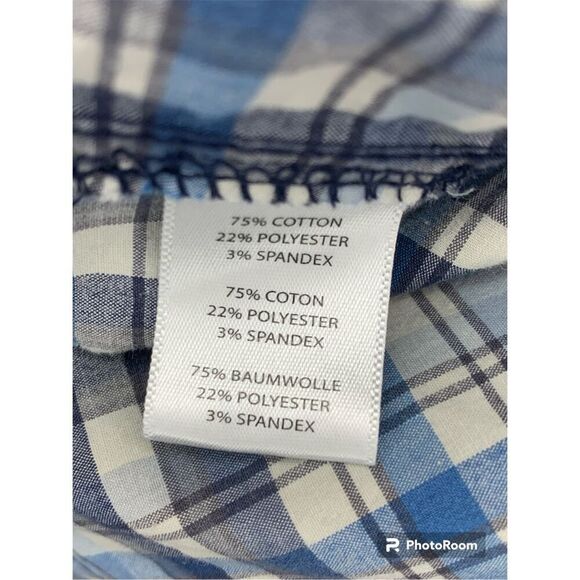 75% COTTON
22% POLYESTER
3% SPANDEX
75% COTON
22% POLYESTER
3% SPANDEX
75% BAUMWOLLE
22% POLYESTER
3% SPANDEX
PhotoRoom